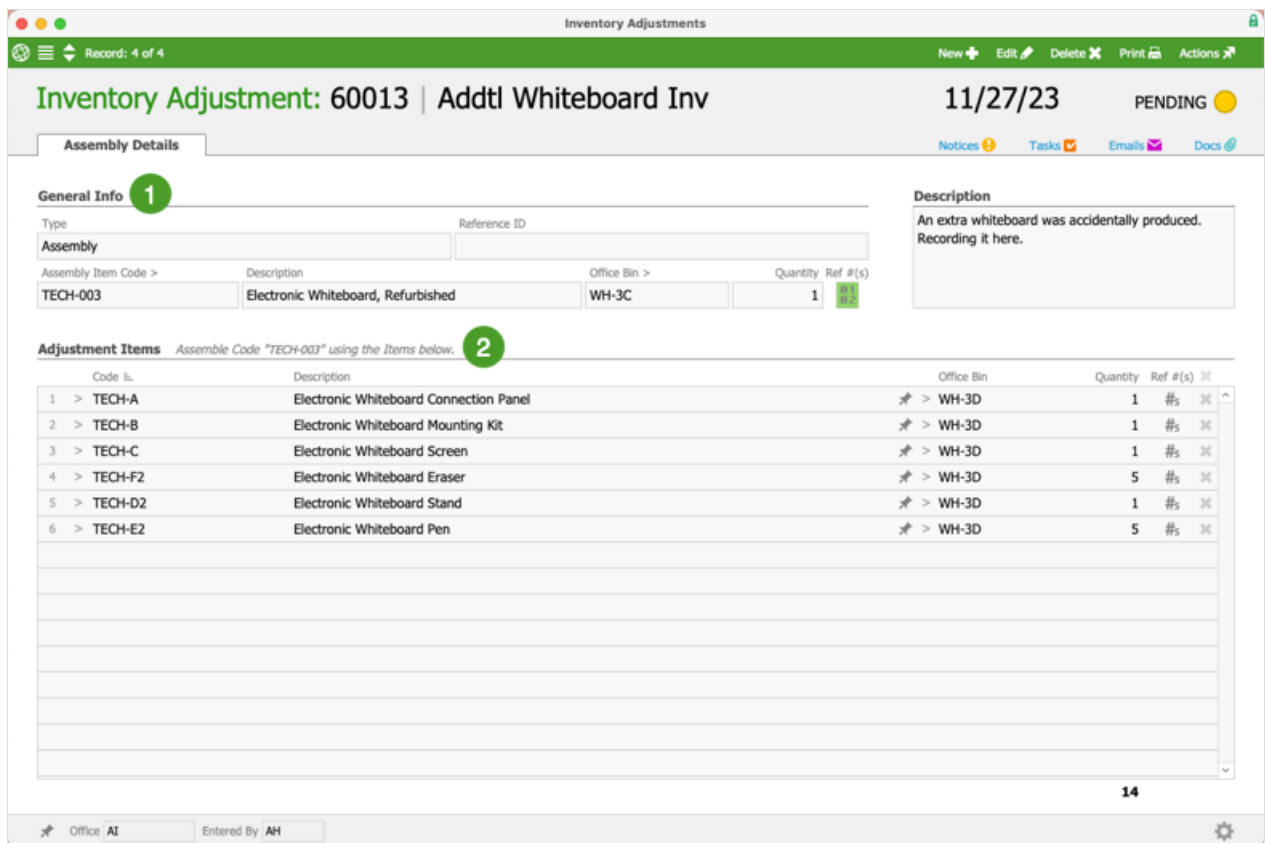 Inventory Adjustments
Record: 4 of 4 New Edit Delete Print Actions
Inventory Adjustment: 60013 | Addtl Whiteboard Inv 11/27/23 PENDING
Assembly Details Notices Tasks Emails Docs
General Info 1 Description
Type Reference ID An extra whiteboard was accidentally produced.
Assembly Recording it here.
Assembly Item Code > Description Office Bin > Quantity Ref #(s)
TECH-003 Electronic Whiteboard, Refurbished WH-3C 1 01
02
Adjustment Items Assemble Code "TECH-003" using the Items below. 2
Code Description Office Bin Quantity Ref #(s)
1 > TECH-A Electronic Whiteboard Connection Panel > WH-3D 1 #s
2 > TECH-B Electronic Whiteboard Mounting Kit > WH-3D 1 #s
3 > TECH-C Electronic Whiteboard Screen > WH-3D 1 #s
4 > TECH-F2 Electronic Whiteboard Eraser > WH-3D 5 #s
5 > TECH-D2 Electronic Whiteboard Stand > WH-3D 1 #s
6 > TECH-E2 Electronic Whiteboard Pen > WH-3D 5 #s
14
Office AI Entered By AH